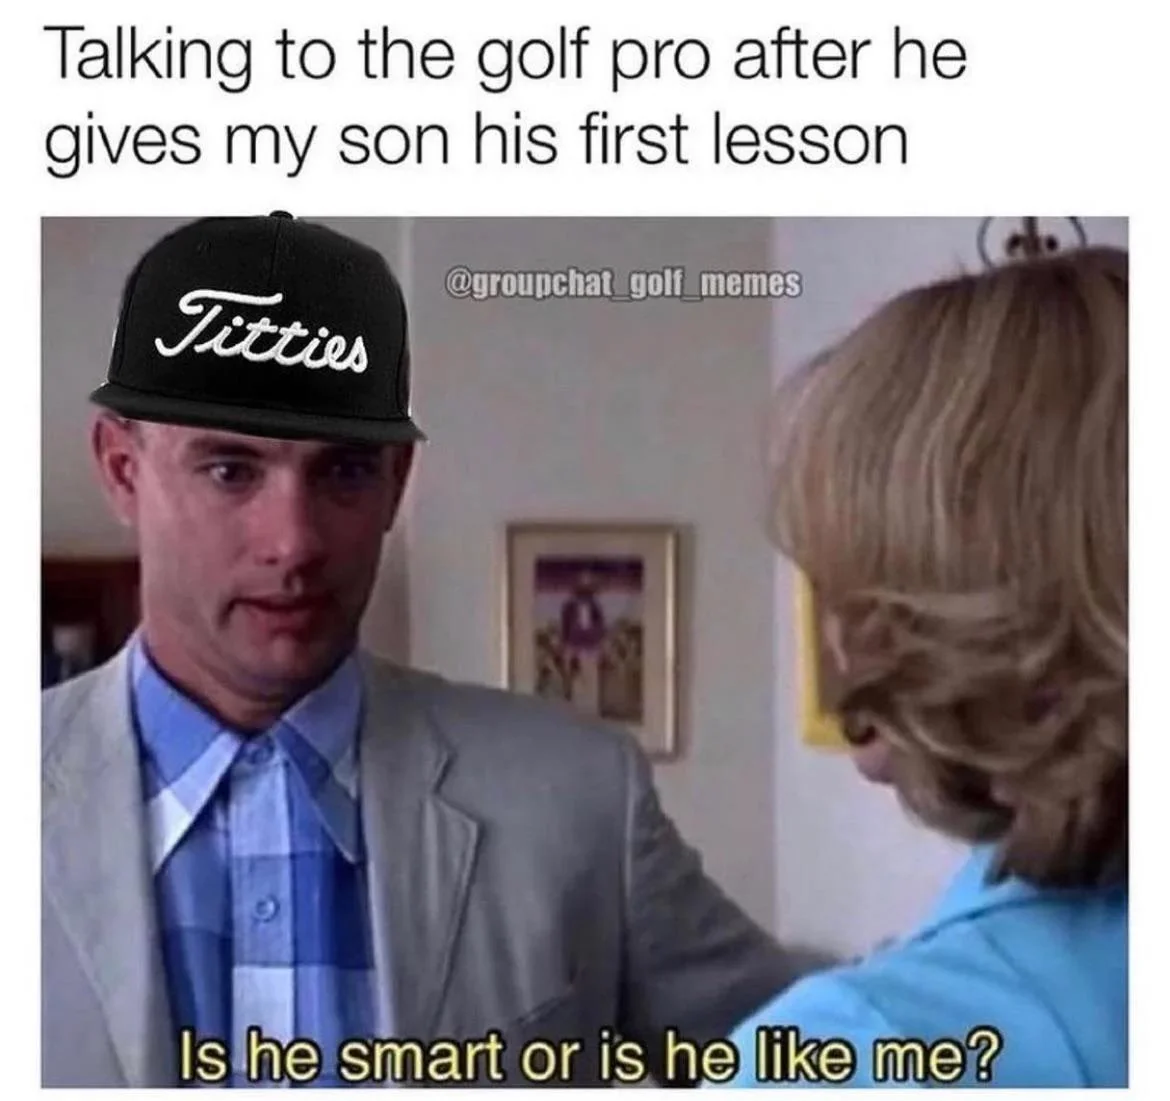 Talking to the golf pro after he
gives my son his first lesson
@groupchat_golf_memes
Titties
Is he smart or is he like me?